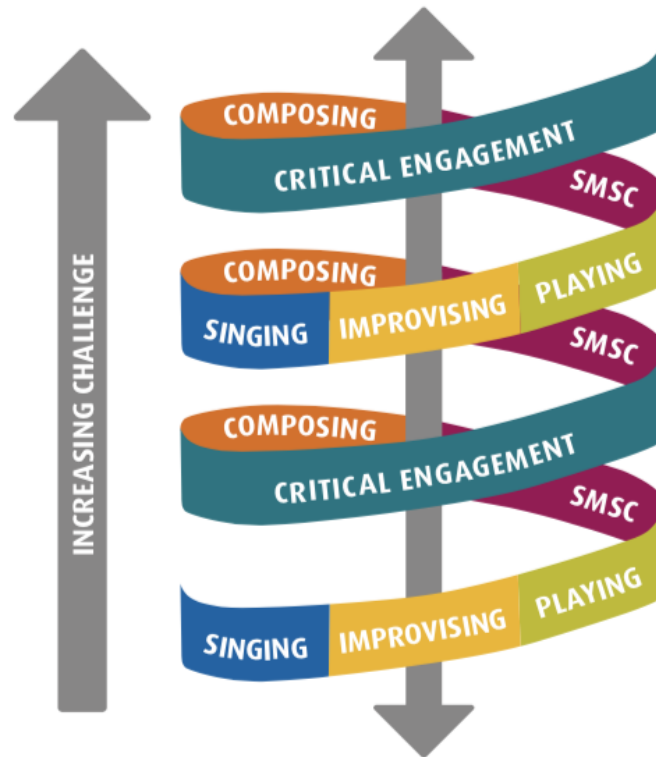 COMPOSING
CRITICAL ENGAGEMENT
SMSC
COMPOSING
SINGING IMPROVISING PLAYING
SMSC
COMPOSING
CRITICAL ENGAGEMENT
SMSC
SINGING IMPROVISING PLAYING
INCREASING CHALLENGE